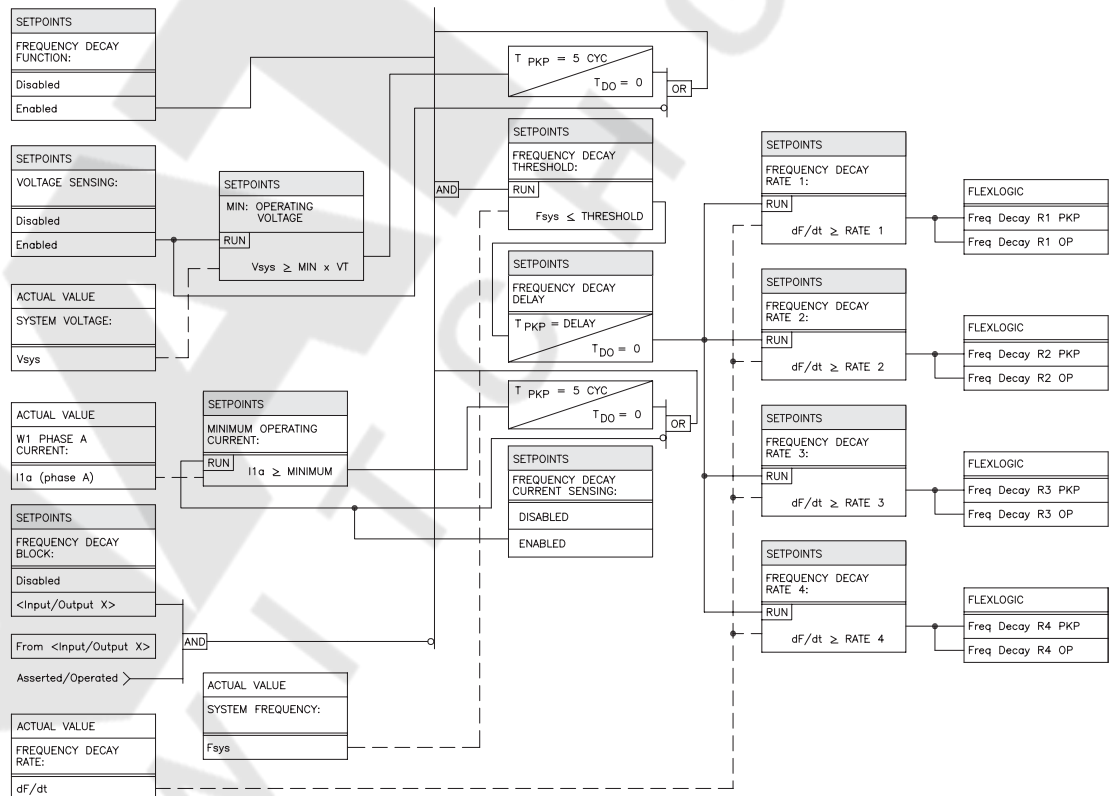 SETPOINTS
FREQUENCY DECAY
FUNCTION:
Disabled
Enabled
SETPOINTS
VOLTAGE SENSING:
Disabled
Enabled
ACTUAL VALUE
SYSTEM VOLTAGE:
Vsys
ACTUAL VALUE
W1 PHASE A
CURRENT:
I1a (phase A)
SETPOINTS
FREQUENCY DECAY
BLOCK:
Disabled
<Input/Output X>
From <Input/Output X>
Asserted/Operated
AND
ACTUAL VALUE
FREQUENCY DECAY
RATE:
dF/dt
SETPOINTS
MIN: OPERATING
VOLTAGE
RUN
Vsys ≥ MIN x VT
SETPOINTS
MINIMUM OPERATING
CURRENT:
RUN
I1a ≥ MINIMUM
ACTUAL VALUE
SYSTEM FREQUENCY:
Fsys
AND
T PKP = 5 CYC
TDO = 0
OR
SETPOINTS
FREQUENCY DECAY
THRESHOLD:
RUN
Fsys ≤ THRESHOLD
SETPOINTS
FREQUENCY DECAY
DELAY
T PKP = DELAY
TDO = 0
T PKP = 5 CYC
TDO = 0
OR
SETPOINTS
FREQUENCY DECAY
CURRENT SENSING:
DISABLED
ENABLED
SETPOINTS
FREQUENCY DECAY
RATE 1:
RUN
dF/dt ≥ RATE 1
SETPOINTS
FREQUENCY DECAY
RATE 2:
RUN
dF/dt ≥ RATE 2
SETPOINTS
FREQUENCY DECAY
RATE 3:
RUN
dF/dt ≥ RATE 3
SETPOINTS
FREQUENCY DECAY
RATE 4:
RUN
dF/dt ≥ RATE 4
FLEXLOGIC
Freq Decay R1 PKP
Freq Decay R1 OP
FLEXLOGIC
Freq Decay R2 PKP
Freq Decay R2 OP
FLEXLOGIC
Freq Decay R3 PKP
Freq Decay R3 OP
FLEXLOGIC
Freq Decay R4 PKP
Freq Decay R4 OP